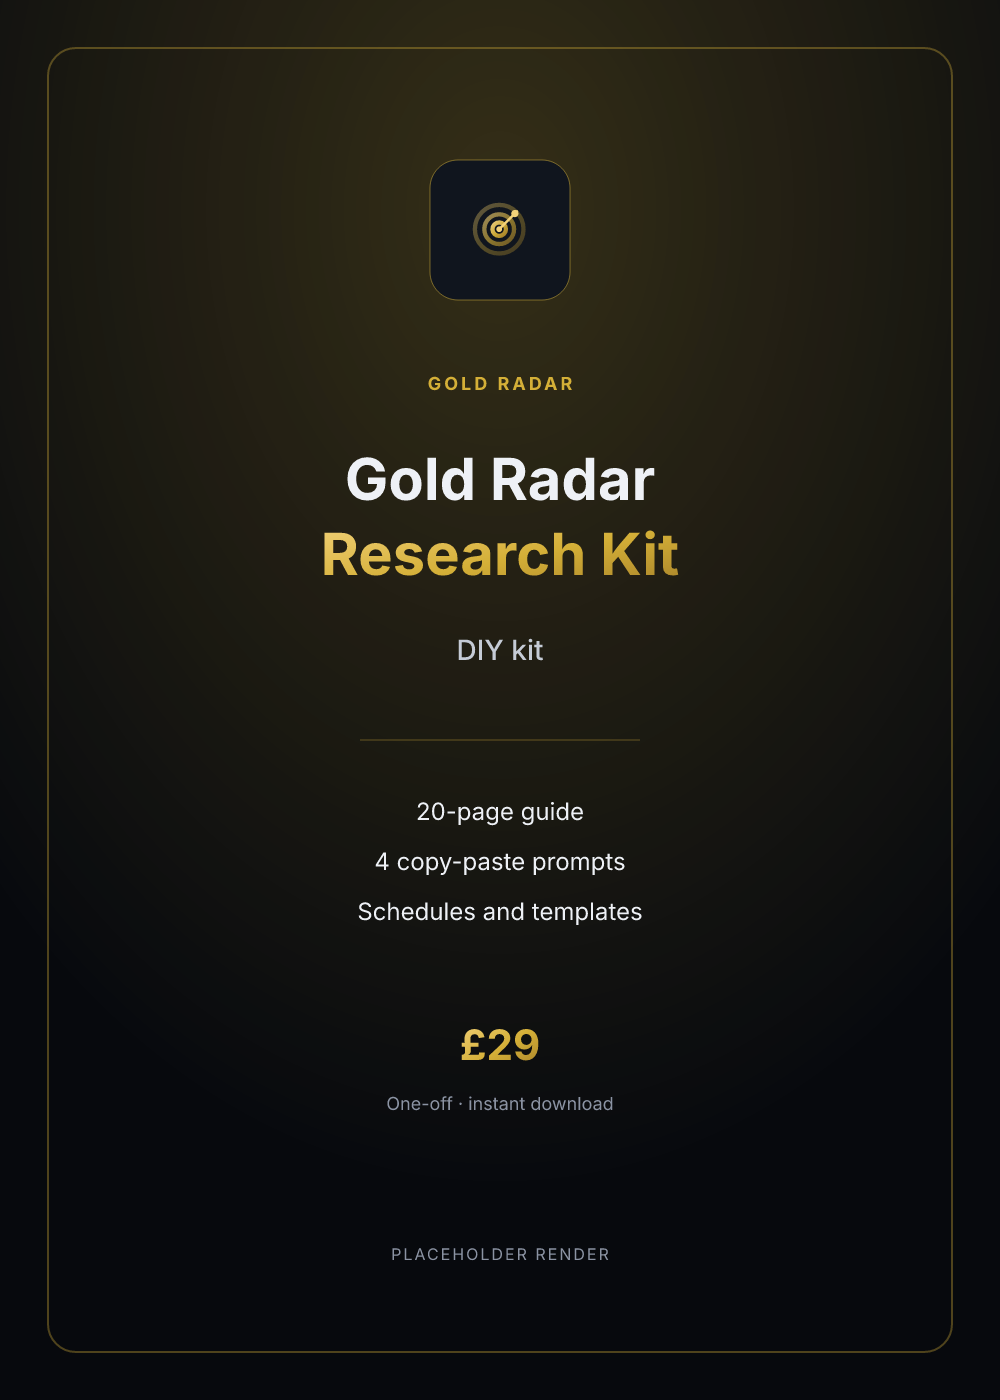 GOLD RADAR
Gold Radar
Research Kit
DIY kit
20-page guide
4 copy-paste prompts
Schedules and templates
£29
One-off · instant download
PLACEHOLDER RENDER